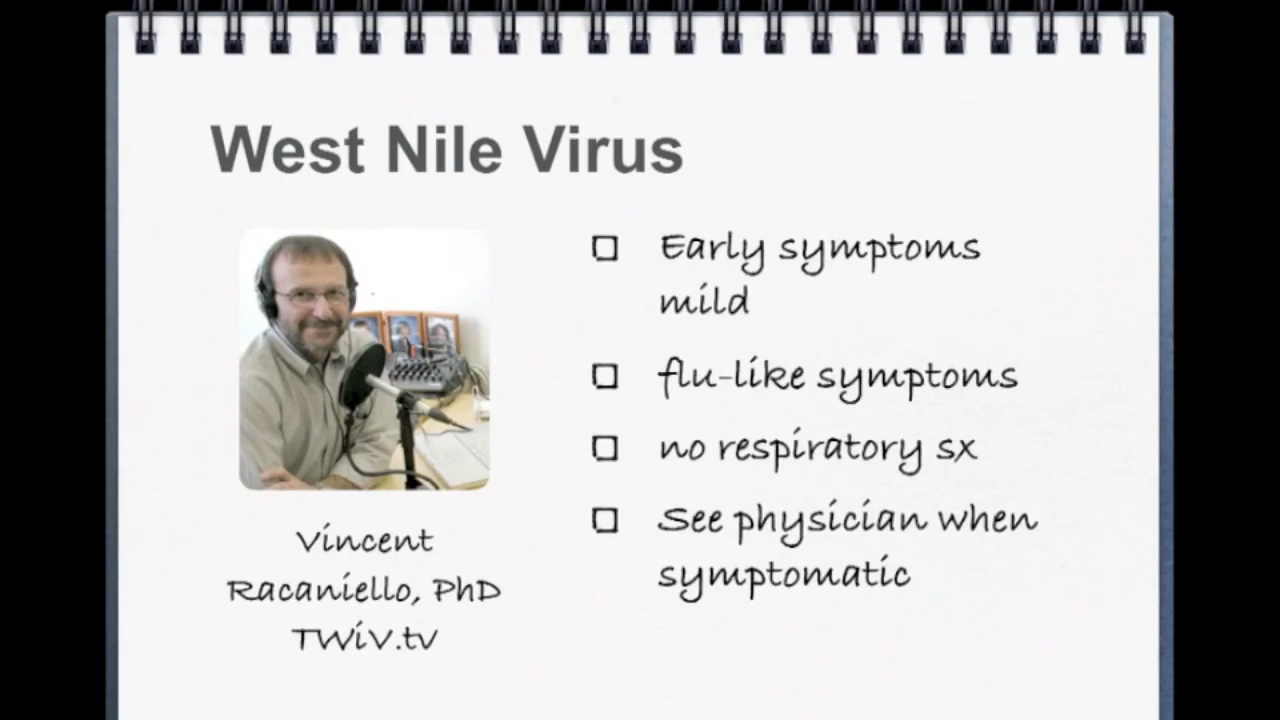 West Nile Virus
Early symptoms
mild
flu-like symptoms
no respiratory sx
See physician when
symptomatic
Vincent
Racaniello, PhD
TWiV.tv